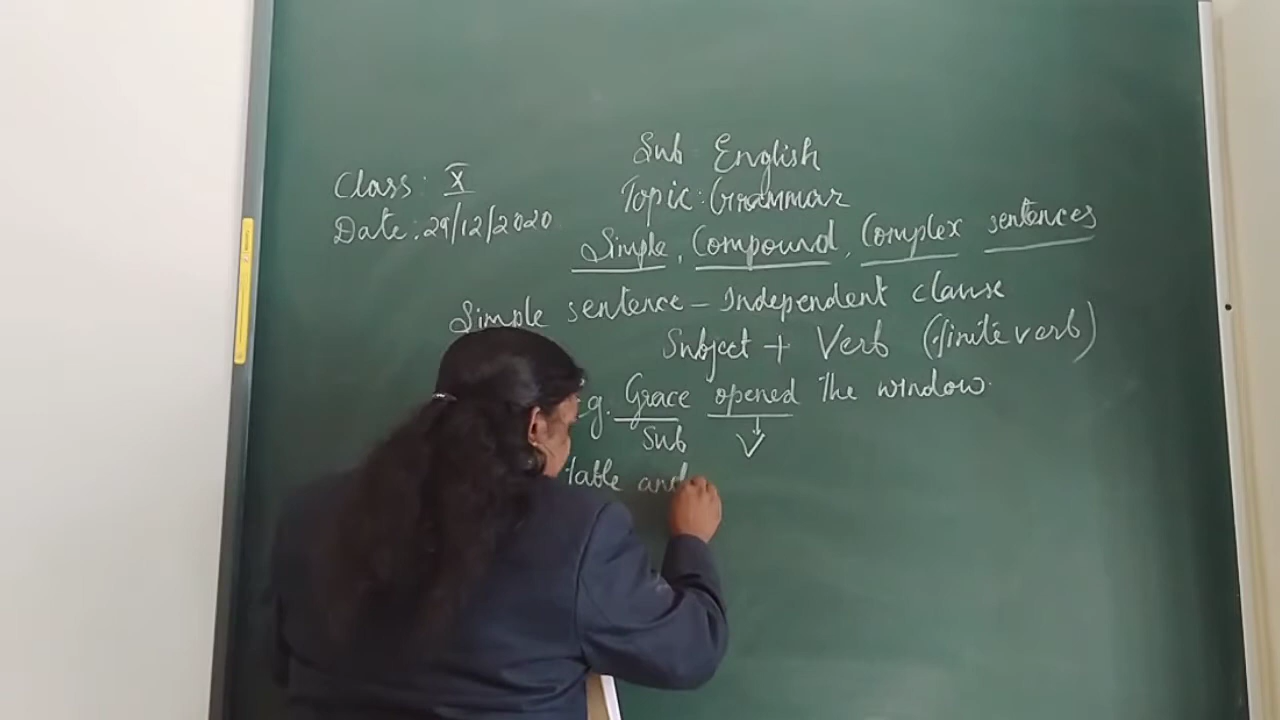 Sub English
Class: X
Topic: Grammar
Date: 29/12/2020
Simple, Compound, Complex sentences
Simple sentence – Independent clause
Subject + Verb (finite verb)
g. Grace opened the window.
Sub V
table and